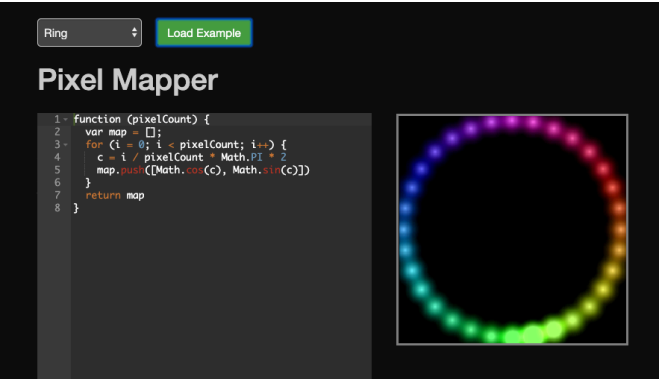 Ring
Load Example
Pixel Mapper
1 function (pixelCount) {
2 var map = [];
3 for (i = 0; i < pixelCount; i++) {
4 c = i / pixelCount * Math.PI * 2
5 map.push([Math.cos(c), Math.sin(c)])
6 }
7 return map
8 }